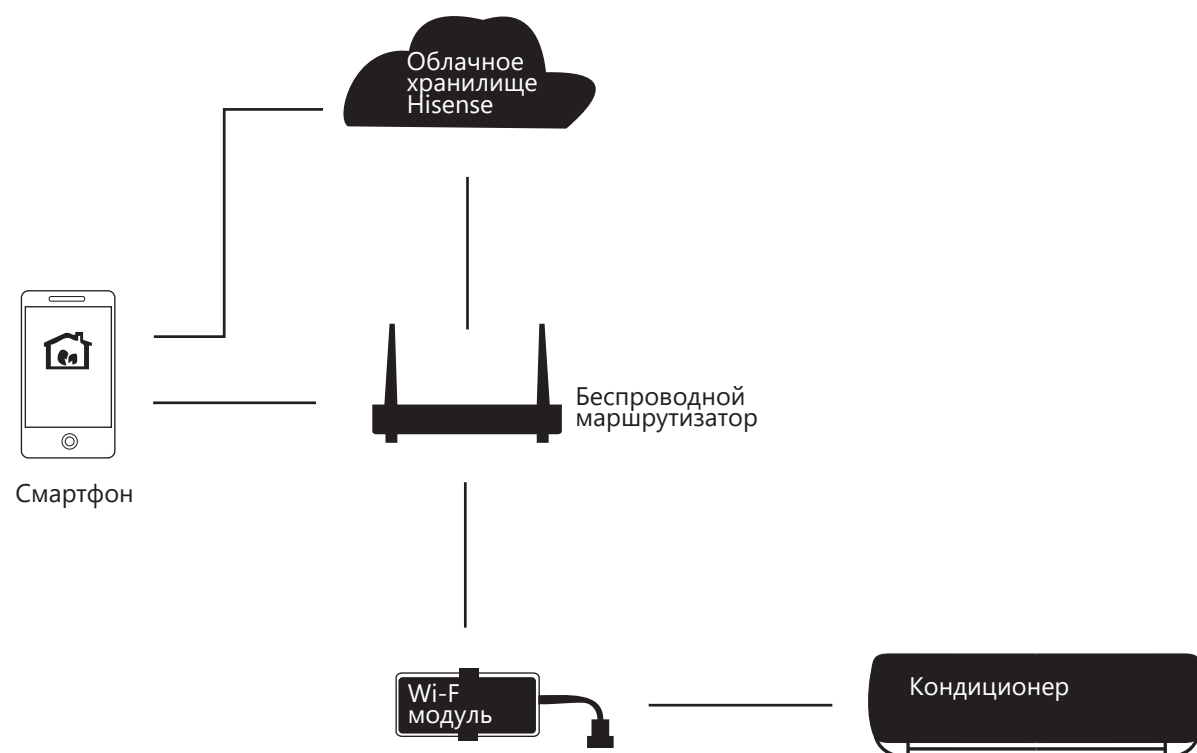 Облачное
хранилище
Hisense
Беспроводной
маршрутизатор
Смартфон
Wi-F
модуль
Кондиционер